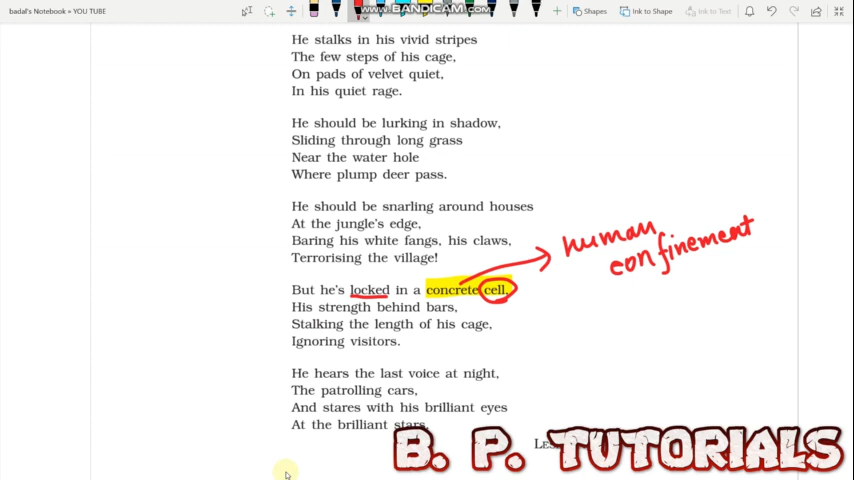 badal's Notebook » YOU TUBE
www.BANDICAM.com
Shapes
Ink to Shape
Ink to Text
He stalks in his vivid stripes
The few steps of his cage,
On pads of velvet quiet,
In his quiet rage.
He should be lurking in shadow,
Sliding through long grass
Near the water hole
Where plump deer pass.
He should be snarling around houses
At the jungle's edge,
Baring his white fangs, his claws,
Terrorising the village!
human
confinement
But he's locked in a concrete cell,
His strength behind bars,
Stalking the length of his cage,
Ignoring visitors.
He hears the last voice at night,
The patrolling cars,
And stares with his brilliant eyes
At the brilliant stars.
B. P. TUTORIALS